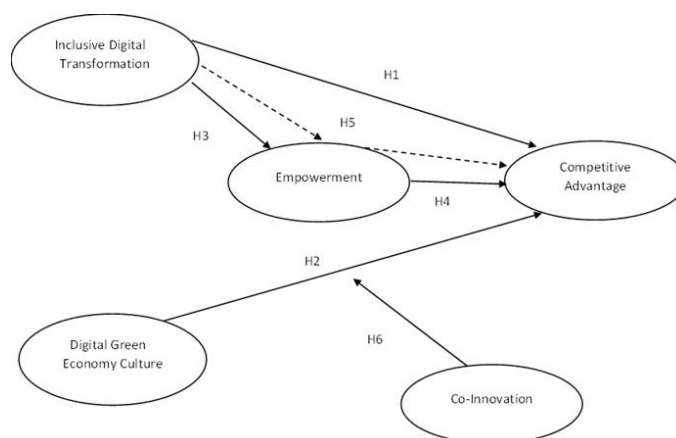 Inclusive Digital
Transformation
H1
H5
H3
Empowerment
Competitive
Advantage
H4
H2
Digital Green
Economy Culture
H6
Co-Innovation